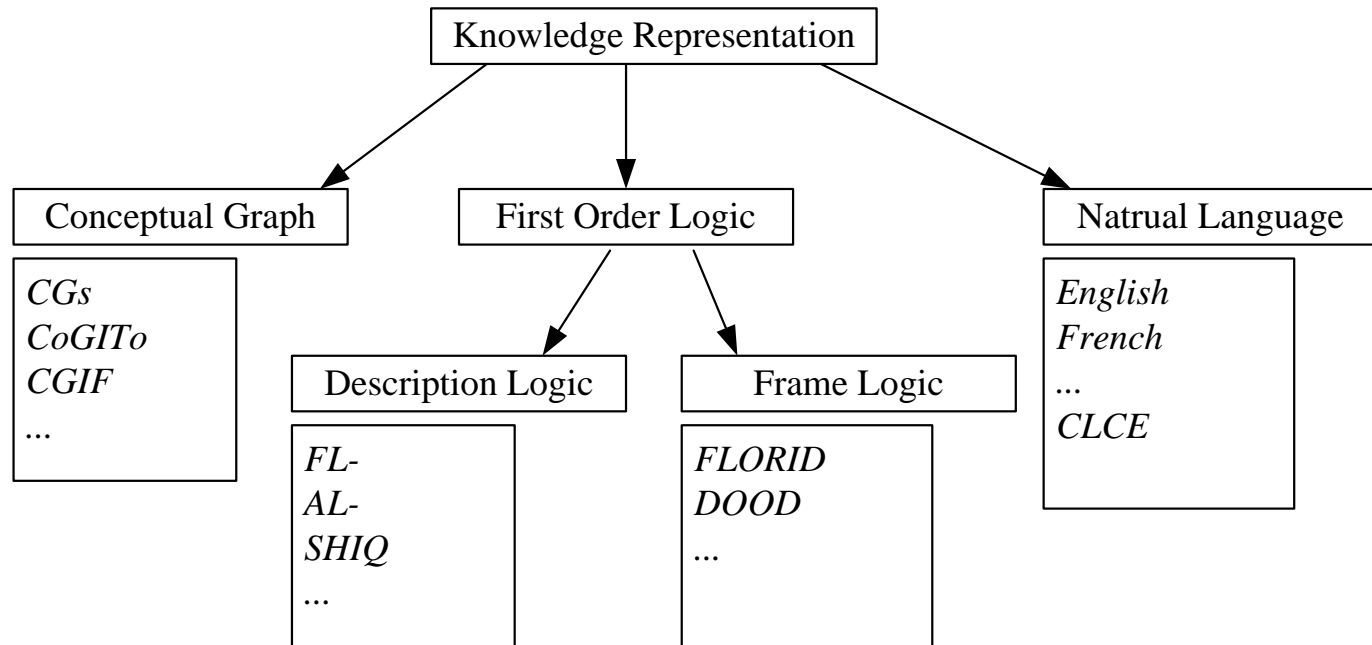 Knowledge Representation
Conceptual Graph
First Order Logic
Natrual Language
CGs
CoGITo
CGIF
...
English
French
...
CLCE
Description Logic
Frame Logic
FL-
AL-
SHIQ
...
FLORID
DOOD
...